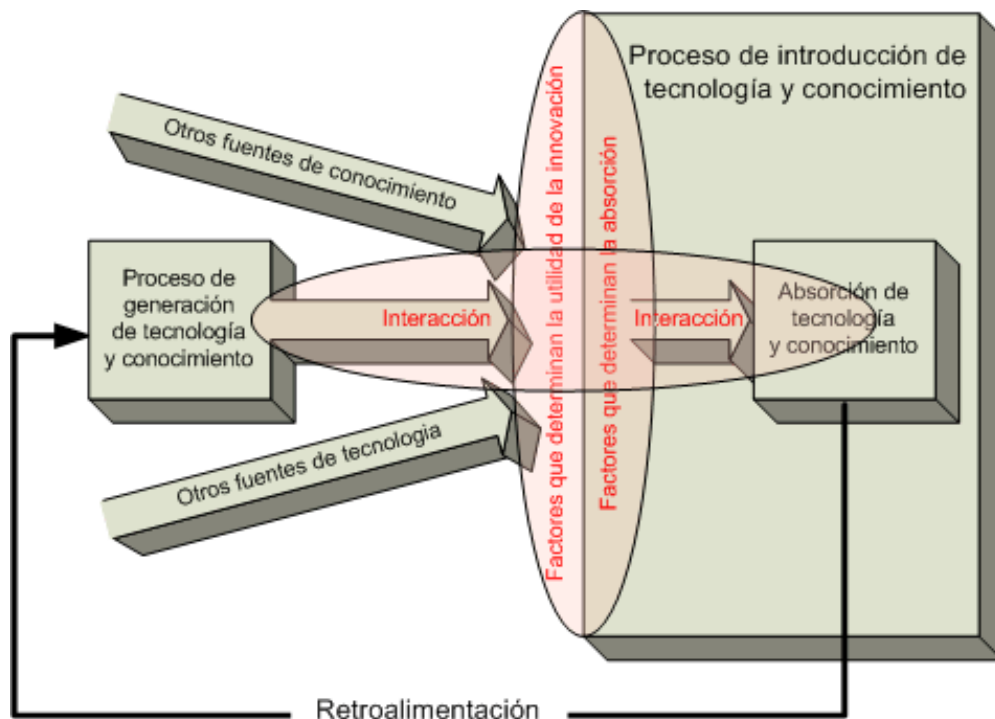 Proceso de introducción de
tecnología y conocimiento
Otros fuentes de conocimiento
Proceso de
generación
de tecnología
y conocimiento
Interacción
Factores que determinan la utilidad de la innovación
Factores que determinan la absorción
Interacción
Absorción de
tecnología
y conocimiento
Otros fuentes de tecnologia
Retroalimentación